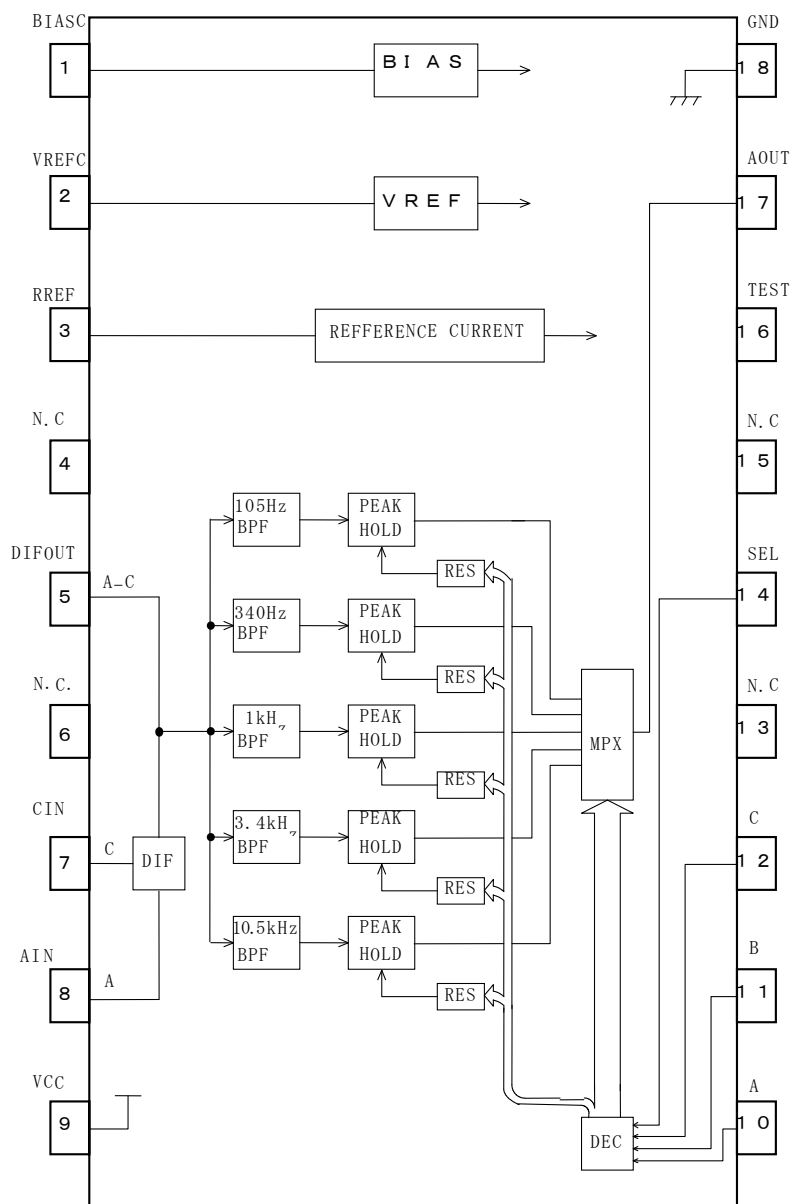 BIASC
1
BIAS
GND
18
VREFC
2
VREF
AOUT
17
RREF
3
REFFERENCE CURRENT
TEST
16
N.C
4
N.C
15
105Hz
BPF
PEAK
HOLD
RES
DIFOUT
5
A-C
SEL
14
340Hz
BPF
PEAK
HOLD
RES
N.C.
6
1kHz
BPF
PEAK
HOLD
RES
MPX
N.C
13
CIN
7
C
DIF
3.4kHz
BPF
PEAK
HOLD
RES
C
12
AIN
8
A
10.5kHz
BPF
PEAK
HOLD
RES
B
11
VCC
9
DEC
A
10